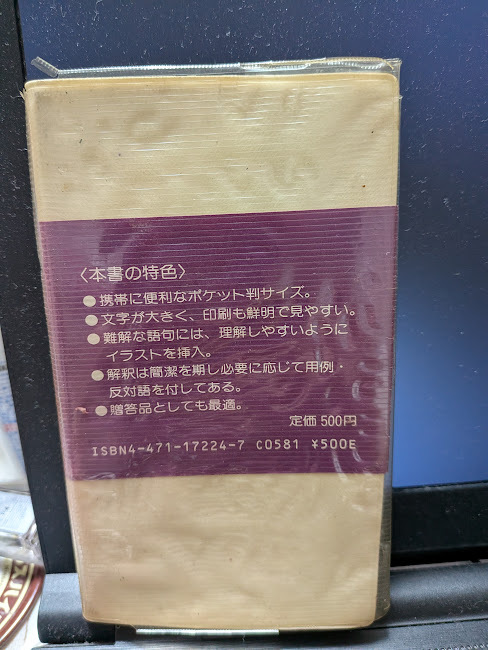 〈本書の特色〉
●携帯に便利なポケット判サイズ。
●文字が大きく、印刷も鮮明で見やすい。
●難解な語句には、理解しやすいように
イラストを挿入。
●解釈は簡潔を期し必要に応じて用例・
反対語を付してある。
●贈答品としても最適。
定価 500円
ISBN4-471-17224-7 C0581 ¥500E